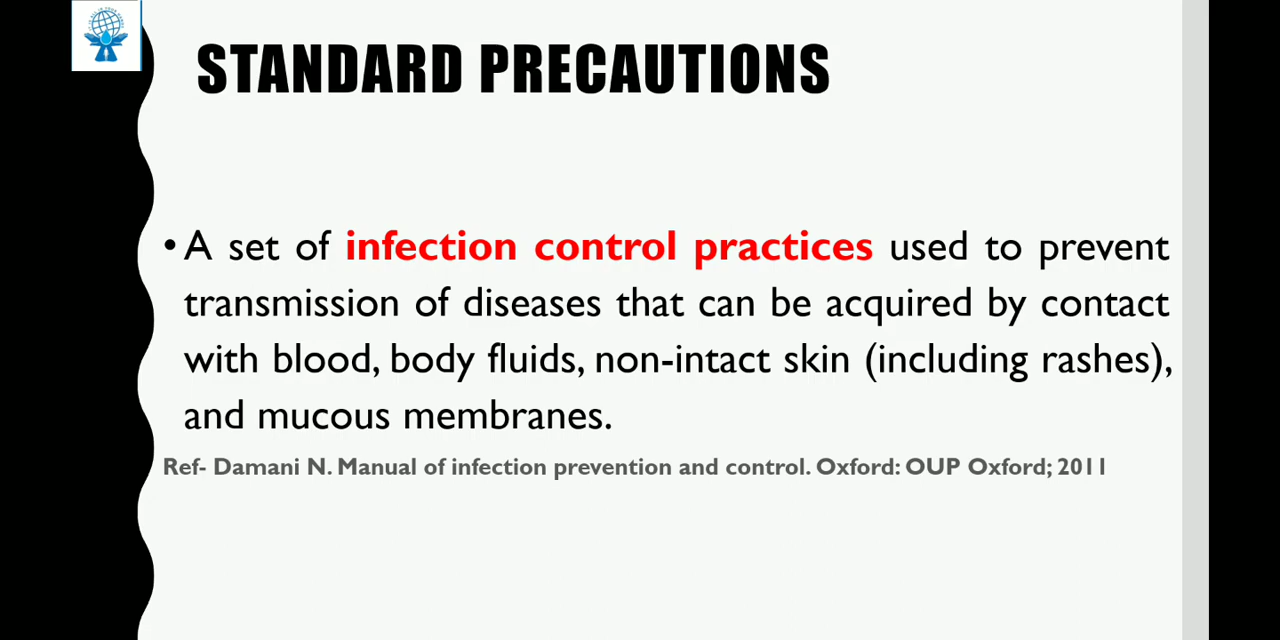 STANDARD PRECAUTIONS
• A set of infection control practices used to prevent
transmission of diseases that can be acquired by contact
with blood, body fluids, non-intact skin (including rashes),
and mucous membranes.
Ref- Damani N. Manual of infection prevention and control. Oxford: OUP Oxford; 2011